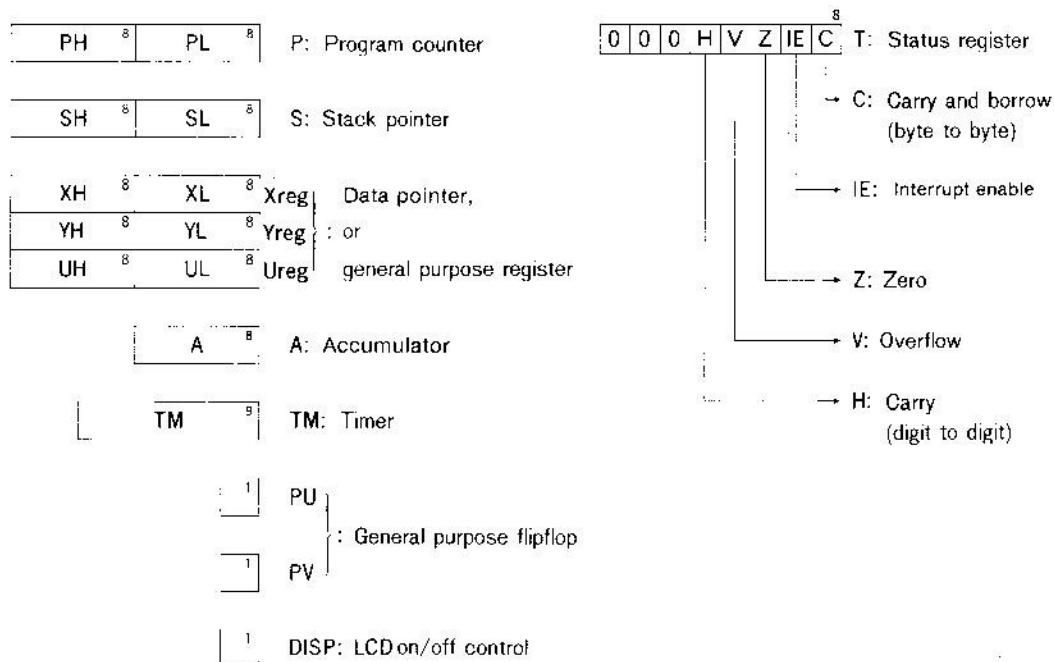 PH 8 PL 8 P: Program counter
SH 8 SL 8 S: Stack pointer
XH 8 XL 8 Xreg Data pointer,
YH 8 YL 8 Yreg : or
UH 8 UL 8 Ureg general purpose register
A 8 A: Accumulator
TM 9 TM: Timer
1 PU
: General purpose flipflop
1 PV
1 DISP: LCD on/off control
8
0 0 0 H V Z IE C T: Status register
C: Carry and borrow
(byte to byte)
IE: Interrupt enable
Z: Zero
V: Overflow
H: Carry
(digit to digit)